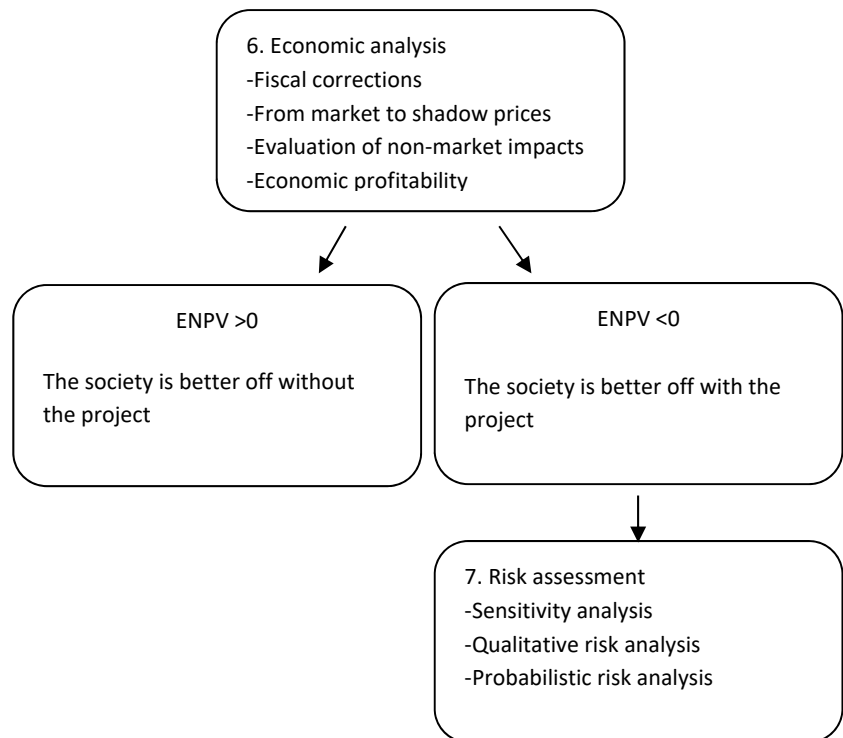 6. Economic analysis
-Fiscal corrections
-From market to shadow prices
-Evaluation of non-market impacts
-Economic profitability
ENPV >0
The society is better off without
the project
ENPV <0
The society is better off with the
project
7. Risk assessment
-Sensitivity analysis
-Qualitative risk analysis
-Probabilistic risk analysis